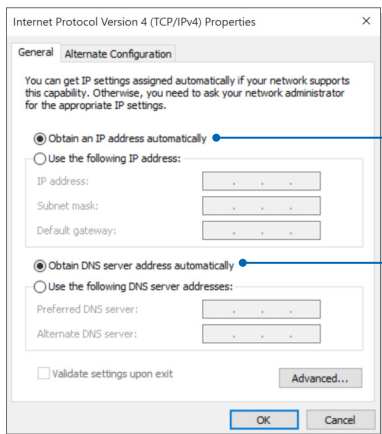 Internet Protocol Version 4 (TCP/IPv4) Properties
General Alternate Configuration
You can get IP settings assigned automatically if your network supports
this capability. Otherwise, you need to ask your network administrator
for the appropriate IP settings.
Obtain an IP address automatically
Use the following IP address:
IP address:
Subnet mask:
Default gateway:
Obtain DNS server address automatically
Use the following DNS server addresses:
Preferred DNS server:
Alternate DNS server:
Validate settings upon exit
Advanced...
OK Cancel